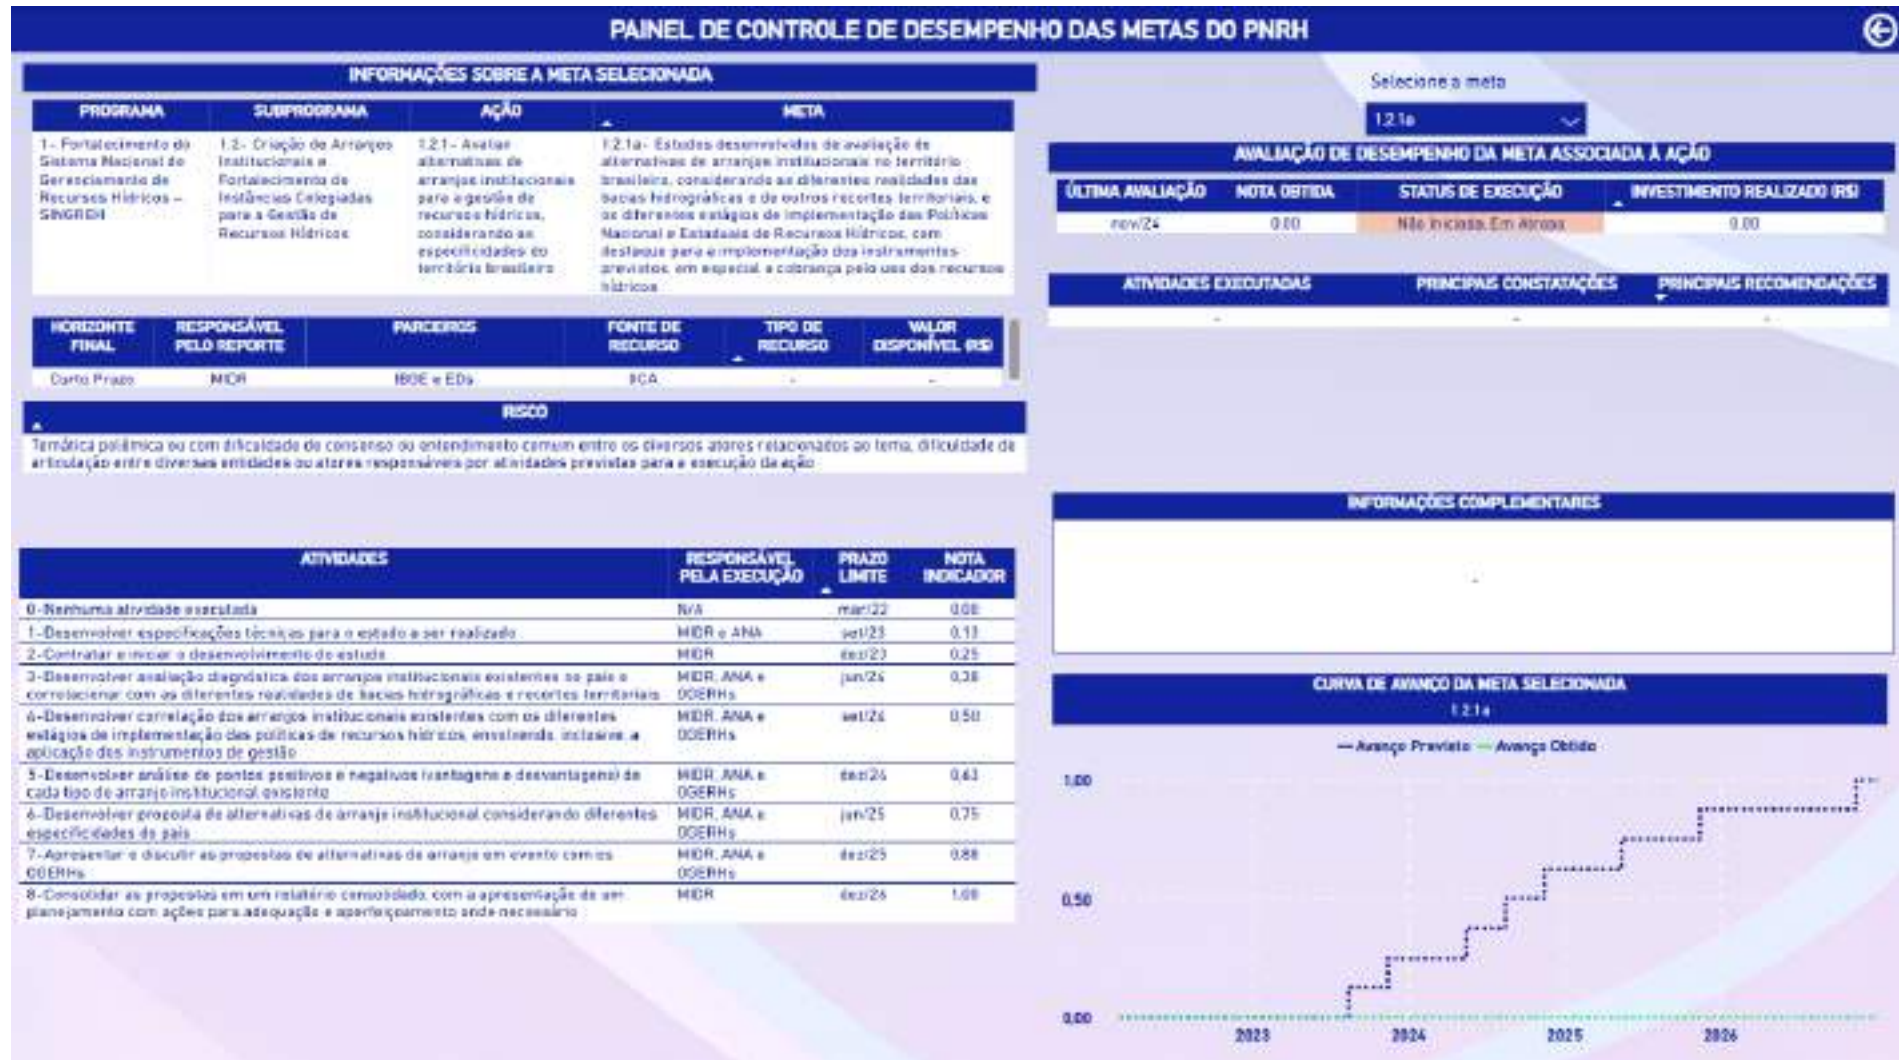 PAINEL DE CONTROLE DE DESEMPENHO DAS METAS DO PNRH
INFORMAÇÕES SOBRE A META SELECIONADA
PROGRAMA SUBPROGRAMA AÇÃO META
1- Fortalecimento do Sistema Nacional de Gerenciamento de Recursos Hídricos – SINGREH
1.2- Criação de Arranjos Institucionais e Fortalecimento de Instâncias Colegiadas para a Gestão de Recursos Hídricos
1.2.1- Avaliar alternativas de arranjos institucionais para a gestão de recursos hídricos, considerando as especificidades do território brasileiro
1.2.1a- Estudos desenvolvidos de avaliação de
alternativas de arranjos institucionais no território
brasileiro, considerando as diferentes realidades das
bacias hidrográficas e de outros recortes territoriais, e
os diferentes estágios de implementação das Políticas
Nacional e Estaduais de Recursos Hídricos, com
destaque para a implementação dos instrumentos
previstos, em especial a cobrança pelo uso dos recursos
hídricos
HORIZONTE FINAL RESPONSÁVEL PELO REPORTE PARCEIROS FONTE DE RECURSO TIPO DE RECURSO VALOR DISPONÍVEL (R$)
Curto Prazo MIDR IBGE e EDs IICA - -
RISCO
Temática polêmica ou com dificuldade de consenso ou entendimento comum entre os diversos atores relacionados ao tema, dificuldade de
articulação entre diversas entidades ou atores responsáveis por atividades previstas para a execução da ação
ATIVIDADES RESPONSÁVEL PELA EXECUÇÃO PRAZO LIMITE NOTA INDICADOR
0-Nenhuma atividade executada N/A mar/22 0,00
1-Desenvolver especificações técnicas para o estudo a ser realizado MIDR e ANA set/23 0,13
2-Contratar e iniciar o desenvolvimento do estudo MIDR dez/23 0,25
3-Desenvolver avaliação diagnóstica dos arranjos institucionais existentes no país e MIDR, ANA e jun/24 0,38
correlacionar com as diferentes realidades de bacias hidrográficas e recortes territoriais OGERHs
4-Desenvolver correlação dos arranjos institucionais existentes com os diferentes MIDR, ANA e set/24 0,50
estágios de implementação das políticas de recursos hídricos, envolvendo, inclusive, a OGERHs
aplicação dos instrumentos de gestão
5-Desenvolver análise de pontos positivos e negativos (vantagens e desvantagens) de MIDR, ANA e dez/24 0,63
cada tipo de arranjo institucional existente OGERHs
6-Desenvolver proposta de alternativas de arranjo institucional considerando diferentes MIDR, ANA e jun/25 0,75
especificidades do país OGERHs
7-Apresentar e discutir as propostas de alternativas de arranjo em evento com os MIDR, ANA e dez/25 0,88
OGERHs OGERHs
8-Consolidar as propostas em um relatório consolidado, com a apresentação de um MIDR dez/26 1,00
planejamento com ações para adequação e aperfeiçoamento onde necessário
Selecione a meta
1.2.1a
AVALIAÇÃO DE DESEMPENHO DA META ASSOCIADA À AÇÃO
ÚLTIMA AVALIAÇÃO NOTA OBTIDA STATUS DE EXECUÇÃO INVESTIMENTO REALIZADO (R$)
nov/24 0.00 Não Iniciada, Em Atraso 0.00
ATIVIDADES EXECUTADAS PRINCIPAIS CONSTATAÇÕES PRINCIPAIS RECOMENDAÇÕES
- - -
INFORMAÇÕES COMPLEMENTARES
-
CURVA DE AVANÇO DA META SELECIONADA
1.2.1a
Avanço Previsto Avanço Obtido
1,00
0,50
0,00
2023 2024 2025 2026